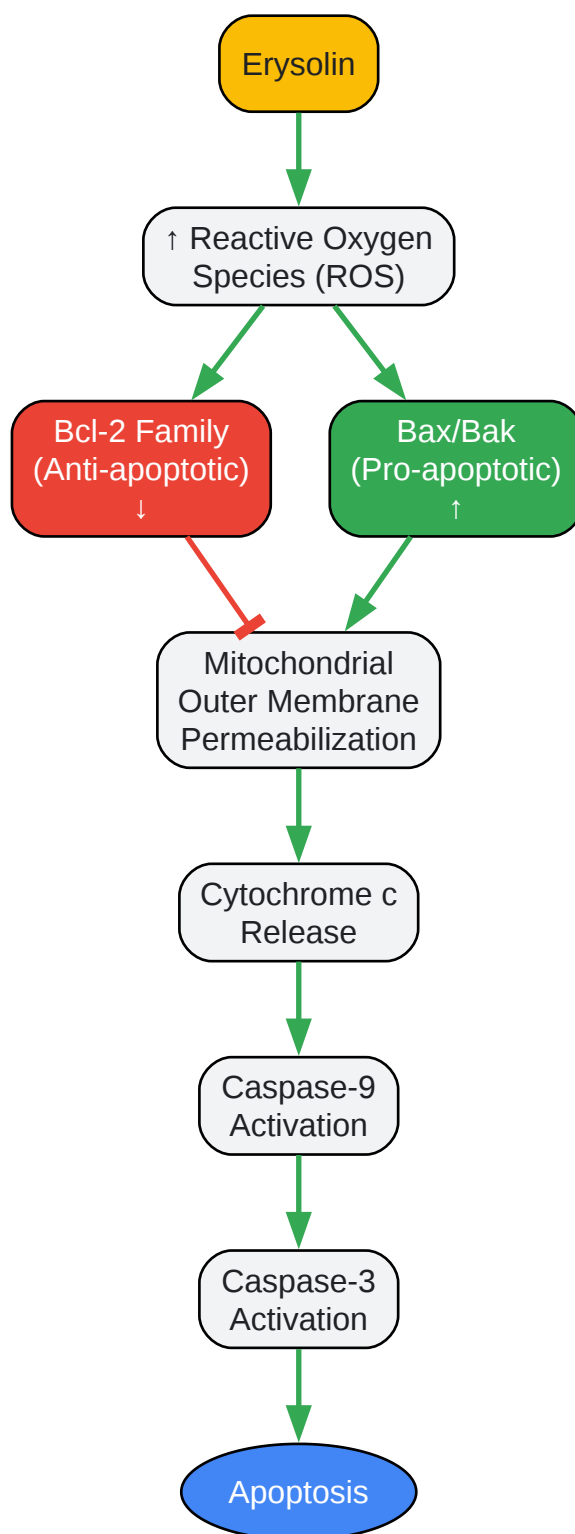 Erysolin
↑ Reactive Oxygen
Species (ROS)
Bcl-2 Family
(Anti-apoptotic)
↓
Bax/Bak
(Pro-apoptotic)
↑
Mitochondrial
Outer Membrane
Permeabilization
Cytochrome c
Release
Caspase-9
Activation
Caspase-3
Activation
Apoptosis